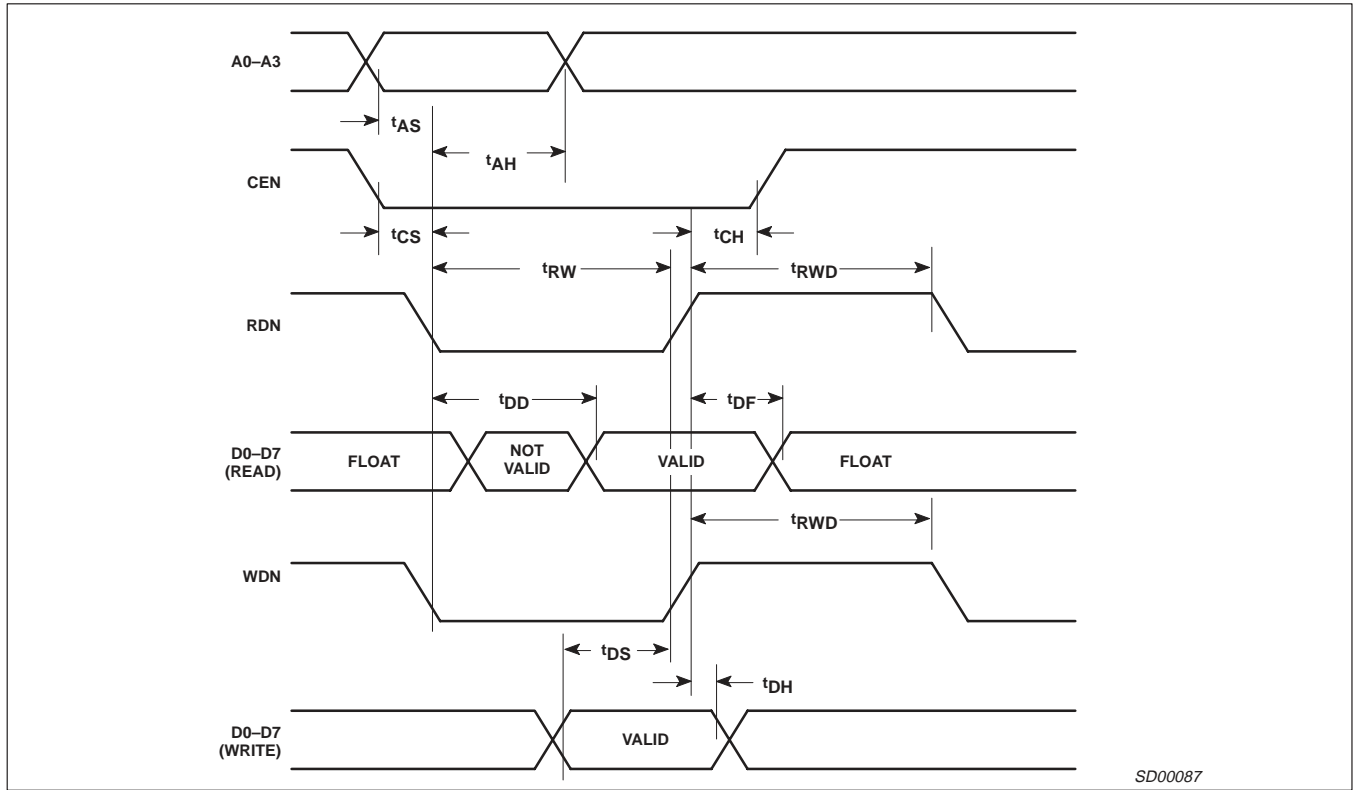 A0–A3
tAS
tAH
CEN
tCS
tCH
tRW
tRWD
RDN
tDD
tDF
D0–D7
(READ)
FLOAT
NOT
VALID
VALID
FLOAT
tRWD
WDN
tDS
tDH
D0–D7
(WRITE)
VALID
SD00087